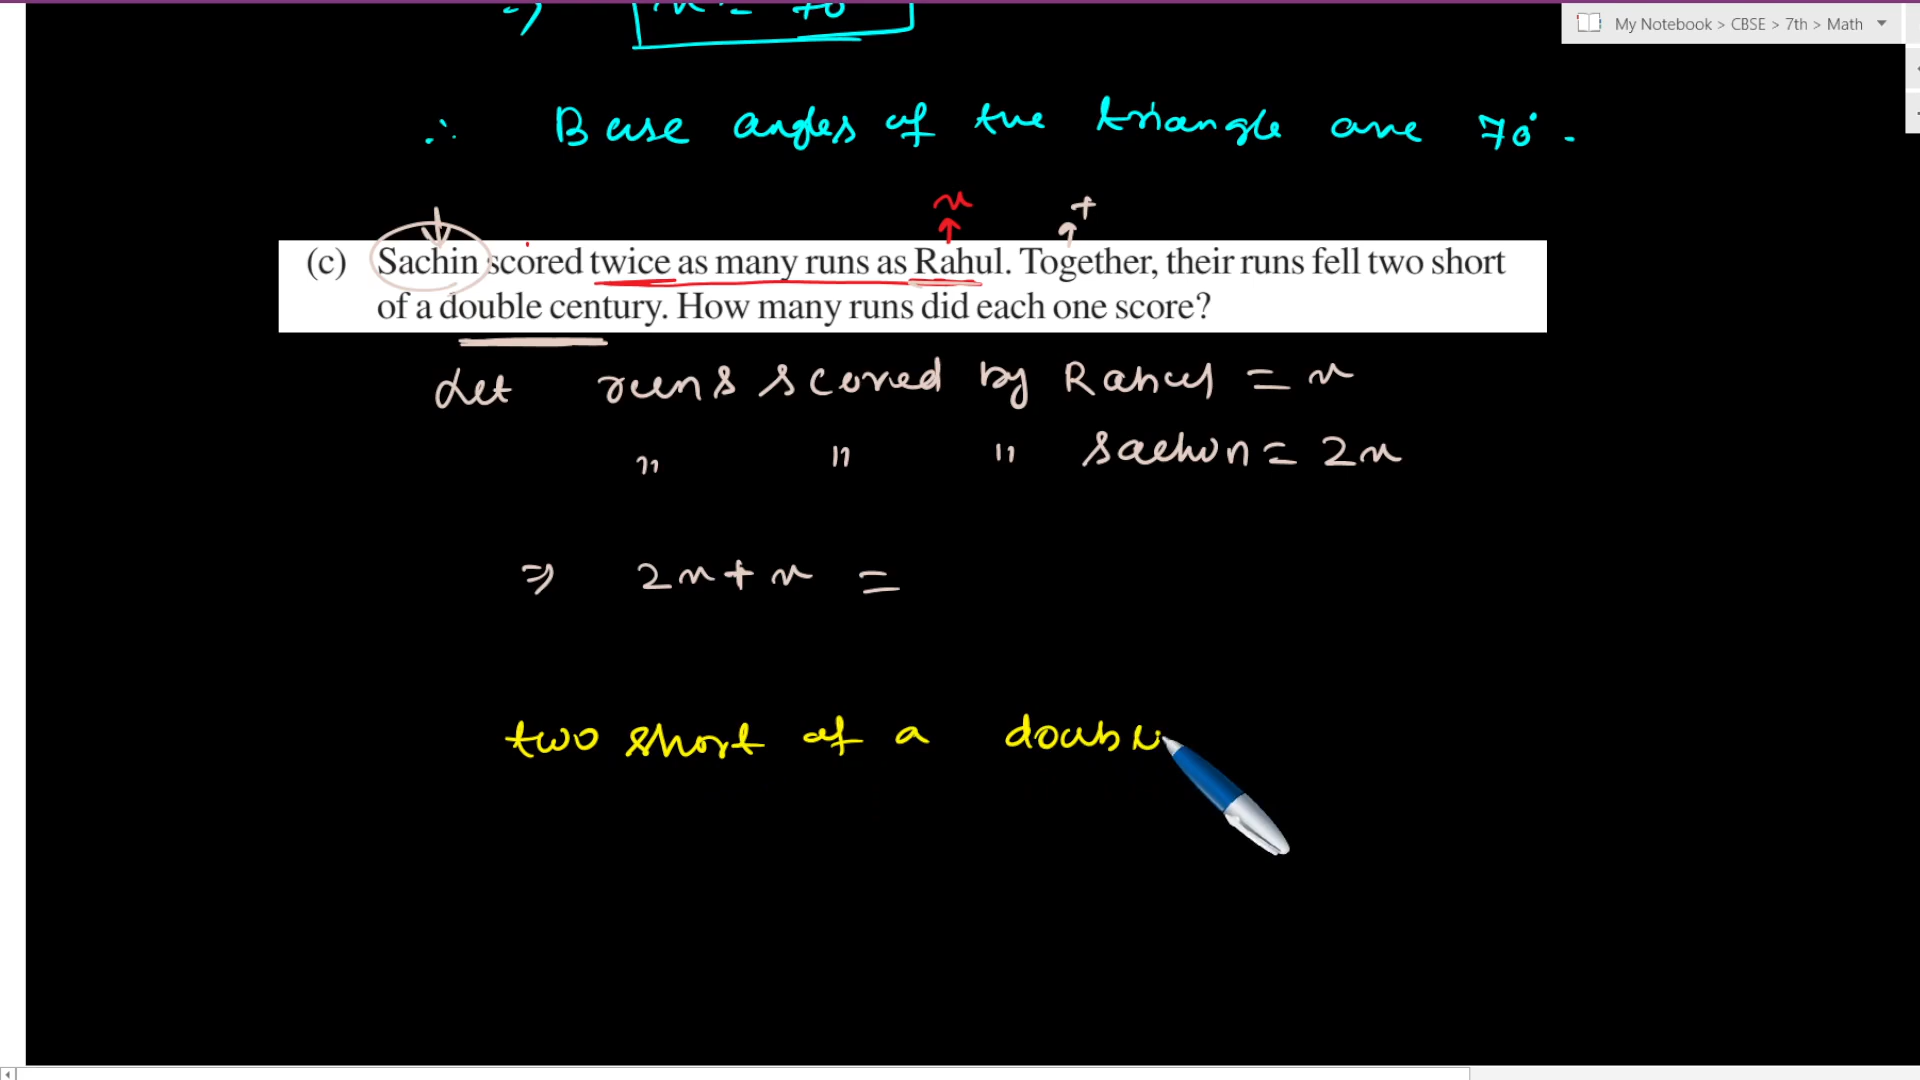 ⇒ x = 70
My Notebook > CBSE > 7th > Math
∴ Base angles of the triangle are 70°.
x +
(c) Sachin scored twice as many runs as Rahul. Together, their runs fell two short
of a double century. How many runs did each one score?
Let runs scored by Rahul = x
" " " Sachin = 2x
⇒ 2x + x =
two short of a doubl